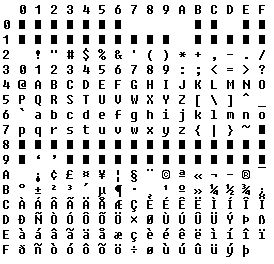 0 1 2 3 4 5 6 7 8 9 A B C D E F
0 ■ ■ ■ ■ ■ ■ ■ ■ ■ ■ ■
1 ■ ■ ■ ■ ■ ■ ■ ■ ■ ■ ■ ■ ■ ■ ■ ■
2 ! " # $ % & ' ( ) * + , - . /
3 0 1 2 3 4 5 6 7 8 9 : ; < = > ?
4 @ A B C D E F G H I J K L M N O
5 P Q R S T U V W X Y Z [ \ ] ^ _
6 ` a b c d e f g h i j k l m n o
7 p q r s t u v w x y z { | } ~ ■
8 ■ ■ ■ ■ ■ ■ ■ ■ ■ ■ ■ ■ ■ ■ ■ ■
9 ■ ‘ ’ ■ ■ ■ ■ ■ ■ ■ ■ ■ ■ ■ ■ ■
A ¡ ¢ £ ¤ ¥ ¦ § ¨ © ª « ¬ - ® ¯
B ° ± ² ³ ´ µ ¶ · ¸ ¹ º » ¼ ½ ¾ ¿
C À Á Â Ã Ä Å Æ Ç È É Ê Ë Ì Í Î Ï
D Ð Ñ Ò Ó Ô Õ Ö × Ø Ù Ú Û Ü Ý Þ ß
E à á â ã ä å æ ç è é ê ë ì í î ï
F ð ñ ò ó ô õ ö ÷ ø ù ú û ü ý þ